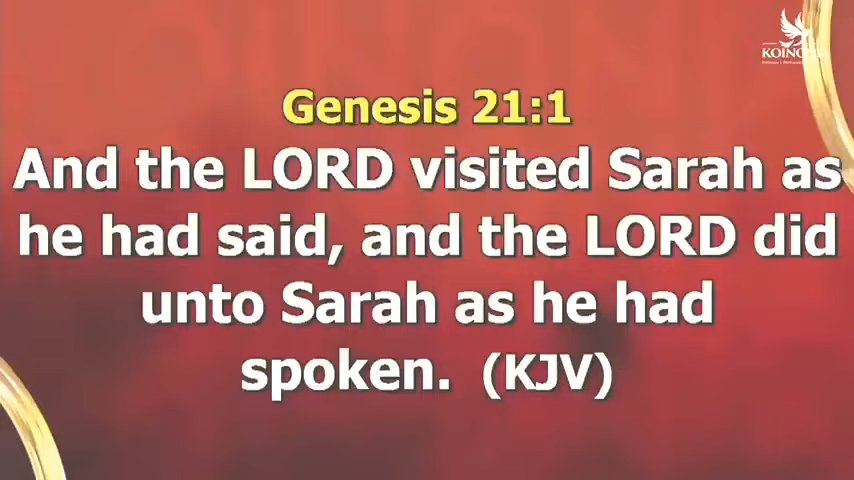 KOINONIA
Genesis 21:1
And the LORD visited Sarah as
he had said, and the LORD did
unto Sarah as he had
spoken. (KJV)